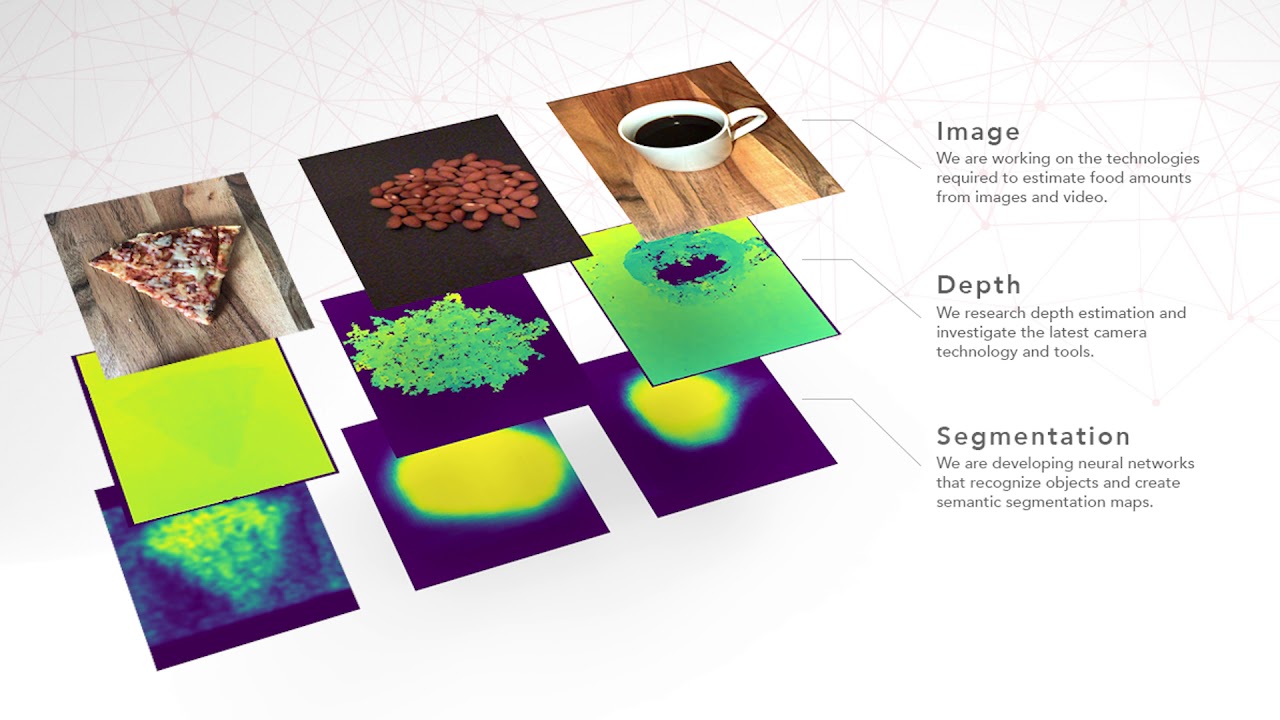 Image
We are working on the technologies
required to estimate food amounts
from images and video.
Depth
We research depth estimation and
investigate the latest camera
technology and tools.
Segmentation
We are developing neural networks
that recognize objects and create
semantic segmentation maps.